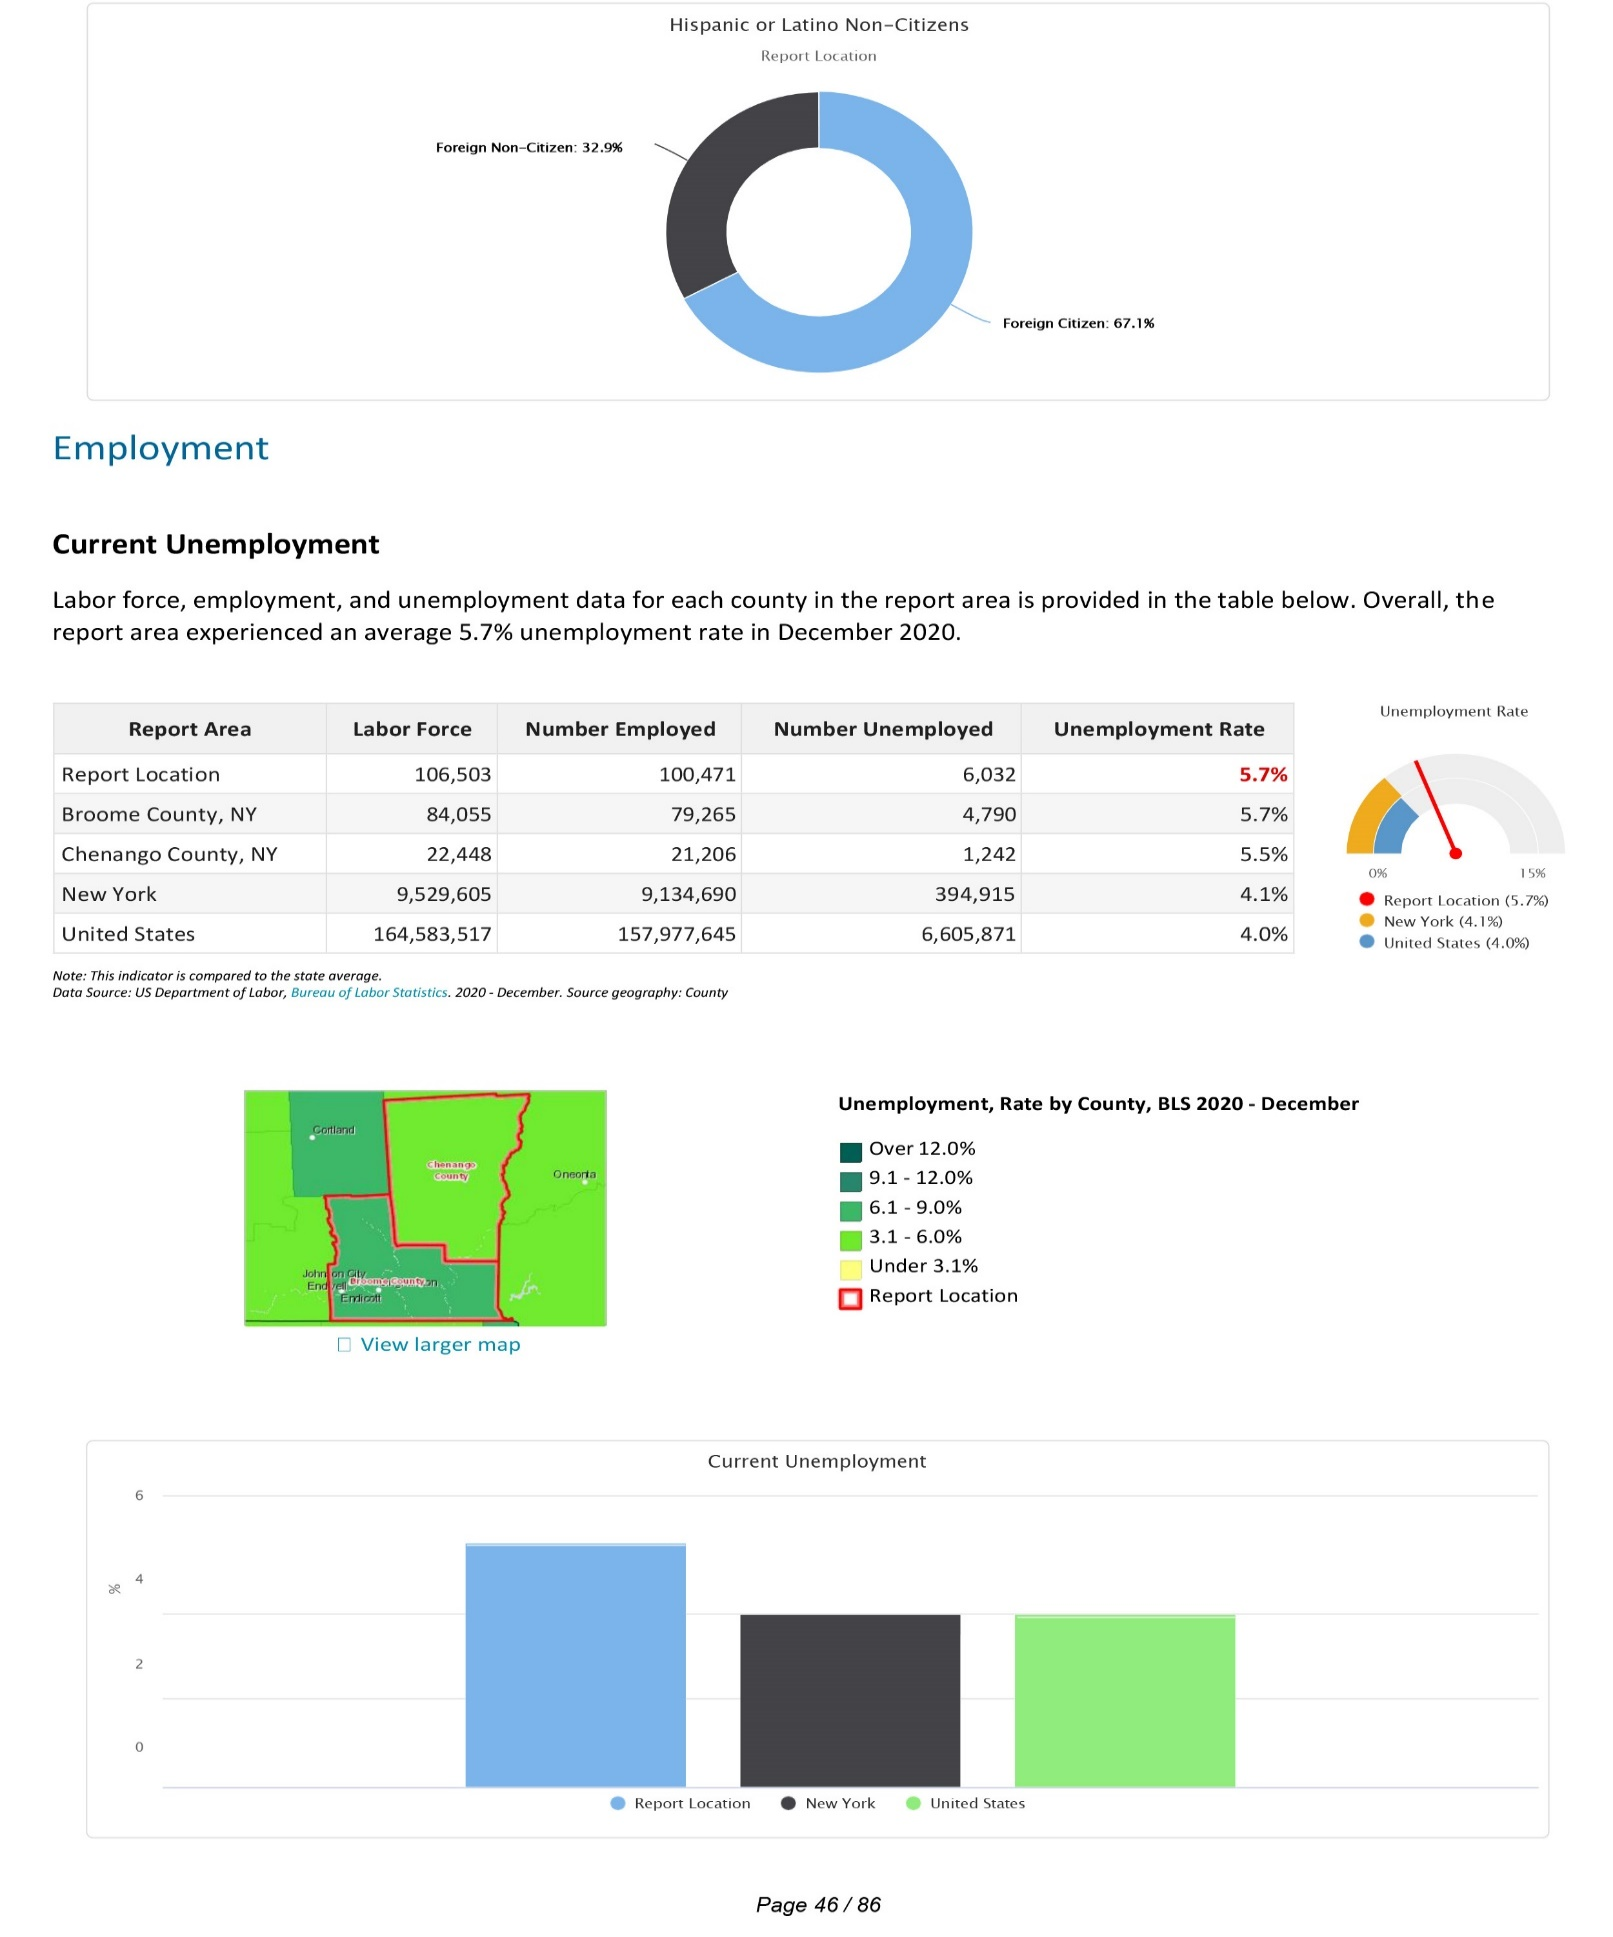 Hispanic or Latino Non-Citizens
Report Location
Foreign Non-Citizen: 32.9%
Foreign Citizen: 67.1%
Employment
Current Unemployment
Labor force, employment, and unemployment data for each county in the report area is provided in the table below. Overall, the
report area experienced an average 5.7% unemployment rate in December 2020.
Report Area Labor Force Number Employed Number Unemployed Unemployment Rate
Report Location 106,503 100,471 6,032 5.7%
Broome County, NY 84,055 79,265 4,790 5.7%
Chenango County, NY 22,448 21,206 1,242 5.5%
New York 9,529,605 9,134,690 394,915 4.1%
United States 164,583,517 157,977,645 6,605,871 4.0%
Unemployment Rate
0% 15%
Report Location (5.7%)
New York (4.1%)
United States (4.0%)
Note: This indicator is compared to the state average.
Data Source: US Department of Labor, Bureau of Labor Statistics. 2020 - December. Source geography: County
Cortland
Chenango
County
Oneonta
Johnson City
Endwell
Broome County
Endicott
View larger map
Unemployment, Rate by County, BLS 2020 - December
Over 12.0%
9.1 - 12.0%
6.1 - 9.0%
3.1 - 6.0%
Under 3.1%
Report Location
Current Unemployment
%
6
4
2
0
Report Location New York United States
Page 46 / 86